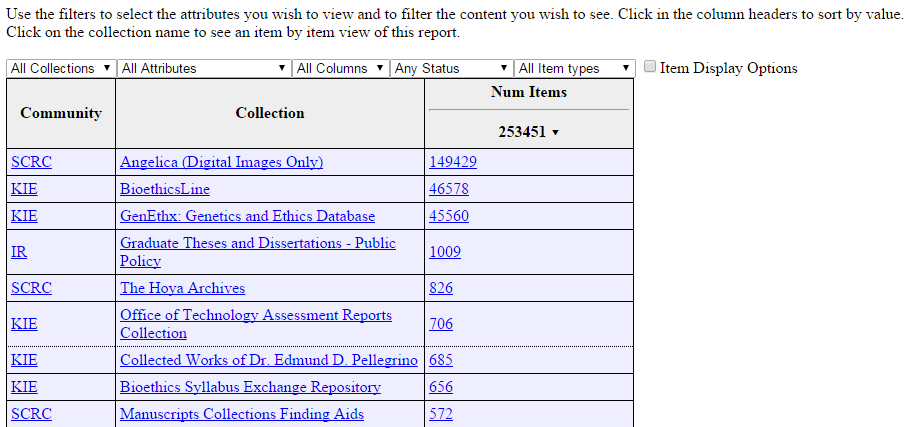 Use the filters to select the attributes you wish to view and to filter the content you wish to see. Click in the column headers to sort by value.
Click on the collection name to see an item by item view of this report.
All Collections All Attributes All Columns Any Status All Item types Item Display Options
Community Collection Num Items
253451
SCRC Angelica (Digital Images Only) 149429
KIE BioethicsLine 46578
KIE GenEthx: Genetics and Ethics Database 45560
IR Graduate Theses and Dissertations - Public
Policy 1009
SCRC The Hoya Archives 826
KIE Office of Technology Assessment Reports
Collection 706
KIE Collected Works of Dr. Edmund D. Pellegrino 685
KIE Bioethics Syllabus Exchange Repository 656
SCRC Manuscripts Collections Finding Aids 572